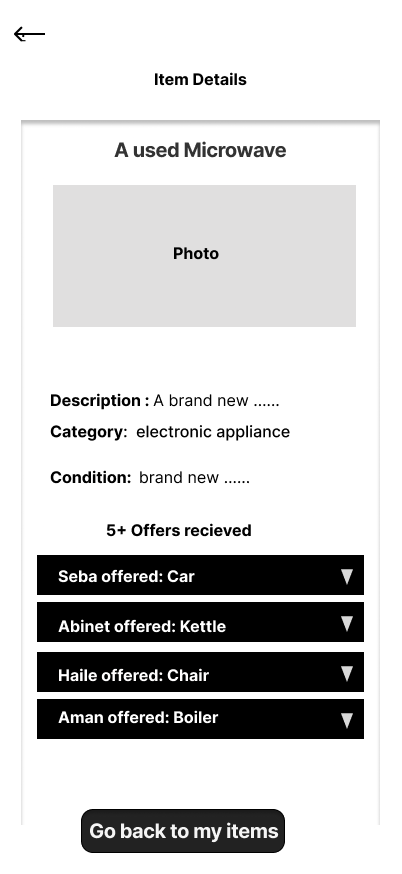 Item Details
A used Microwave
Photo
Description : A brand new ......
Category:  electronic appliance
Condition:  brand new ......
5+ Offers recieved
Seba offered: Car
Abinet offered: Kettle
Haile offered: Chair
Aman offered: Boiler
Go back to my items